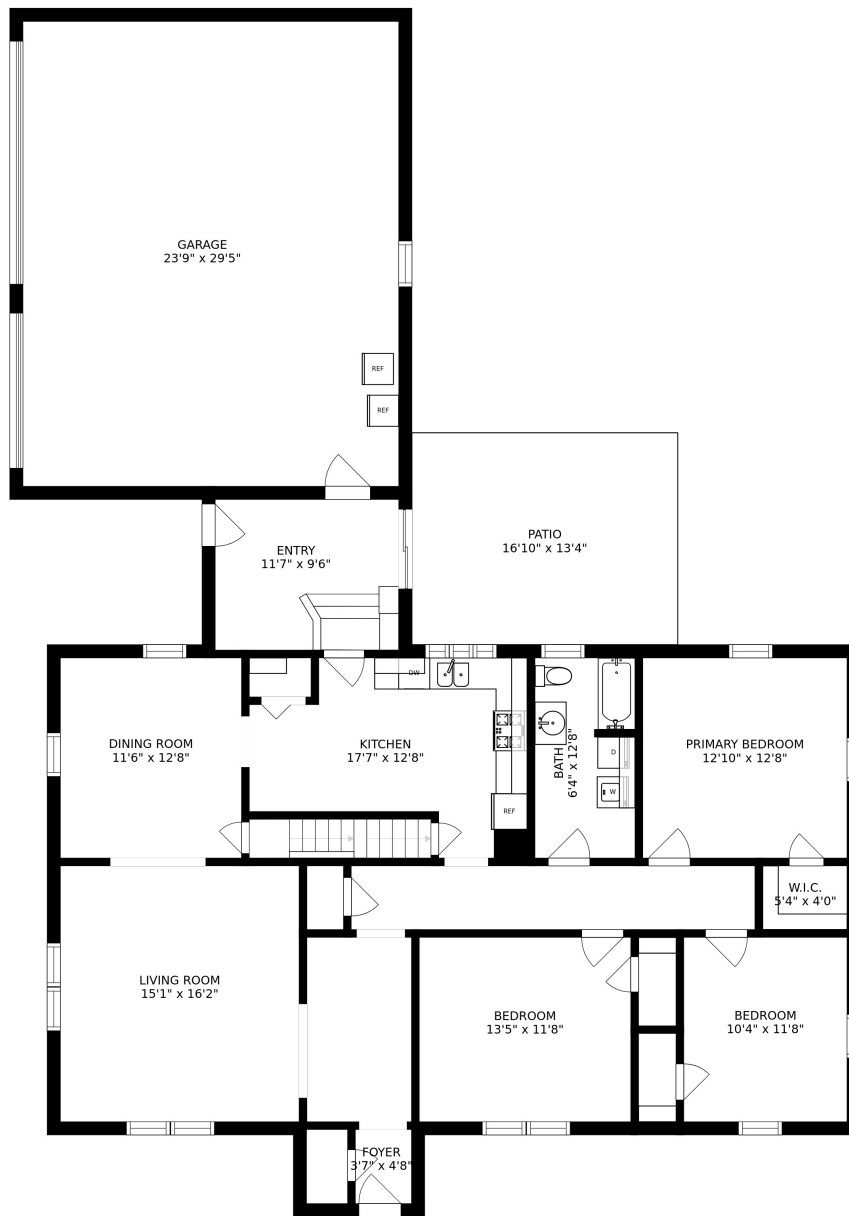 GARAGE
23'9" x 29'5"
REF
REF
ENTRY
11'7" x 9'6"
PATIO
16'10" x 13'4"
DW
DINING ROOM
11'6" x 12'8"
KITCHEN
17'7" x 12'8"
BATH
6'4" x 12'8"
D
W
PRIMARY BEDROOM
12'10" x 12'8"
REF
W.I.C.
5'4" x 4'0"
LIVING ROOM
15'1" x 16'2"
BEDROOM
13'5" x 11'8"
BEDROOM
10'4" x 11'8"
FOYER
3'7" x 4'8"